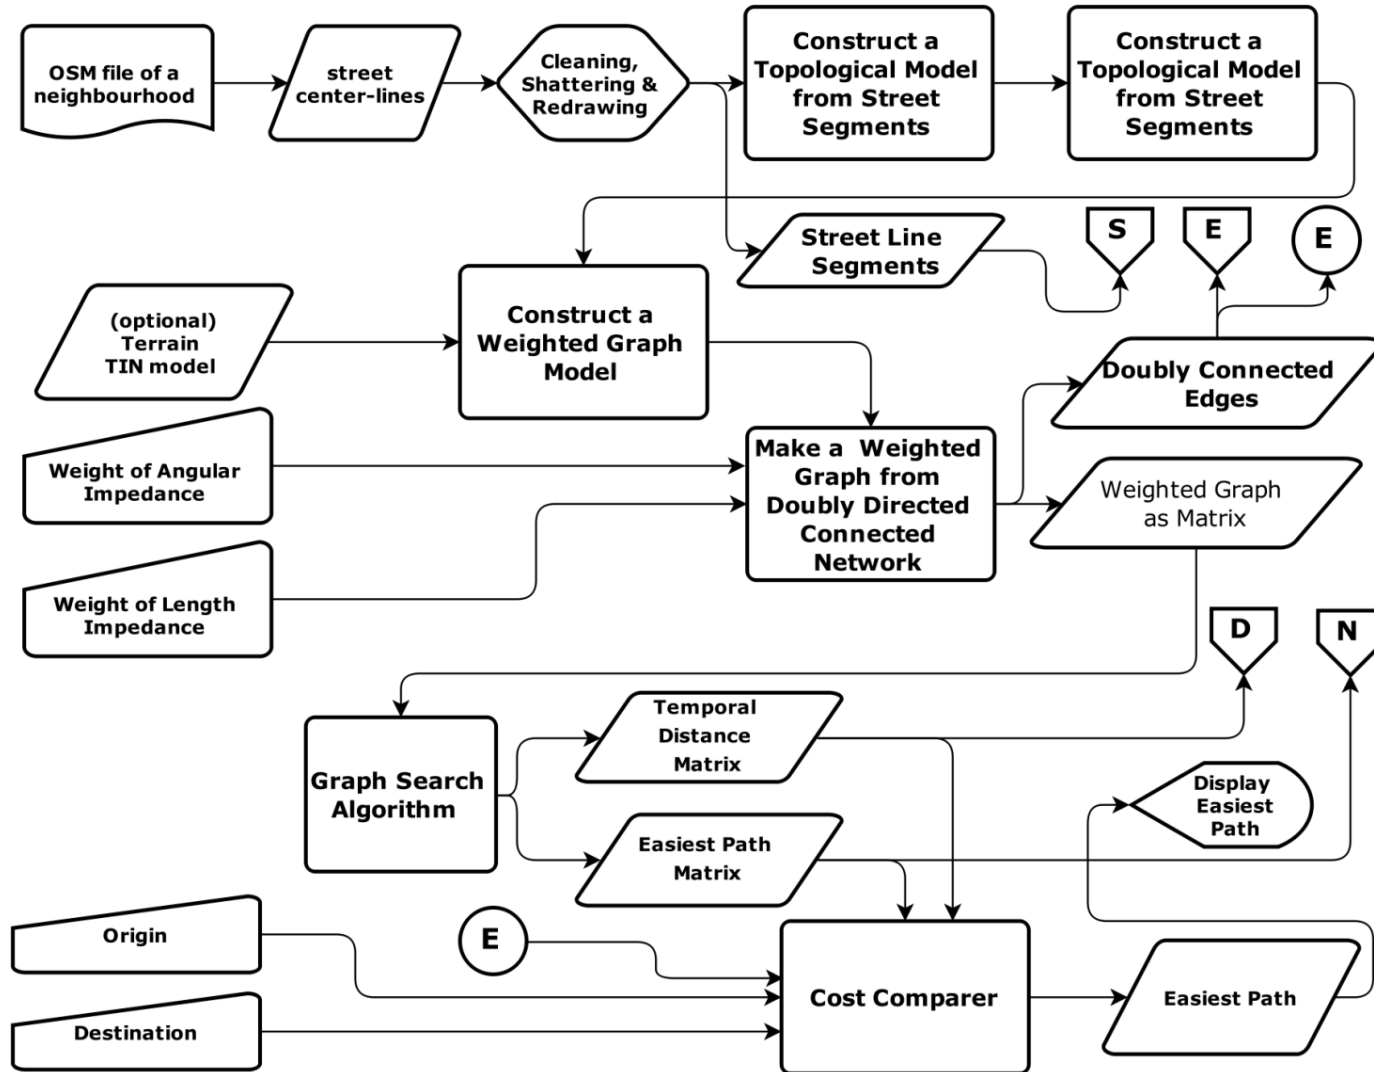 OSM file of a
neighbourhood
street
center-lines
Cleaning,
Shattering &
Redrawing
Construct a
Topological Model
from Street
Segments
Construct a
Topological Model
from Street
Segments
Street Line
Segments
S
E
E
(optional)
Terrain
TIN model
Construct a
Weighted Graph
Model
Doubly Connected
Edges
Weight of Angular
Impedance
Make a  Weighted
Graph from
Doubly Directed
Connected
Network
Weighted Graph
as Matrix
Weight of Length
Impedance
D
N
Temporal
Distance
Matrix
Graph Search
Algorithm
Display
Easiest
Path
Easiest Path
Matrix
Origin
E
Cost Comparer
Easiest Path
Destination